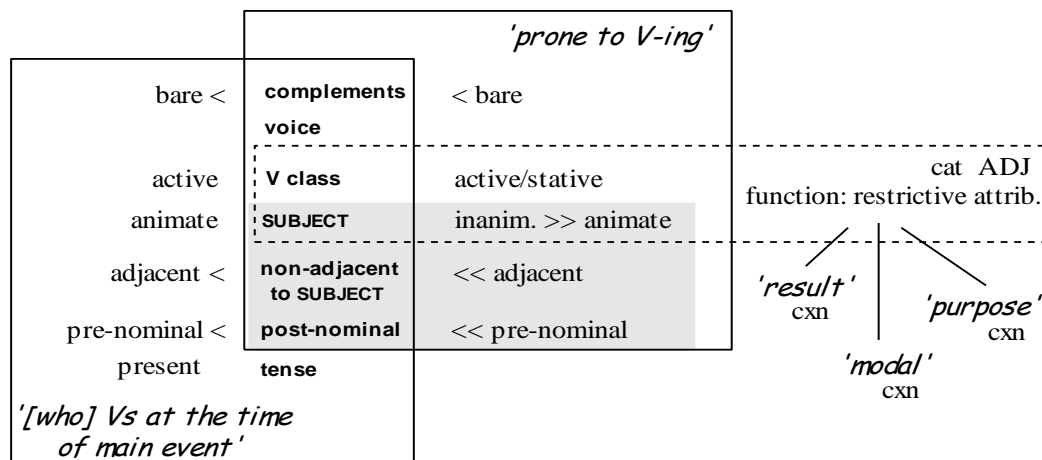 'prone to V-ing'
bare < complements < bare
voice
cat ADJ
active V class active/stative
function: restrictive attrib.
animate SUBJECT inanim. >> animate
adjacent < non-adjacent << adjacent
to SUBJECT
'result'
cxn
'purpose'
cxn
pre-nominal < post-nominal << pre-nominal
'modal'
cxn
present tense
'[who] Vs at the time
of main event'